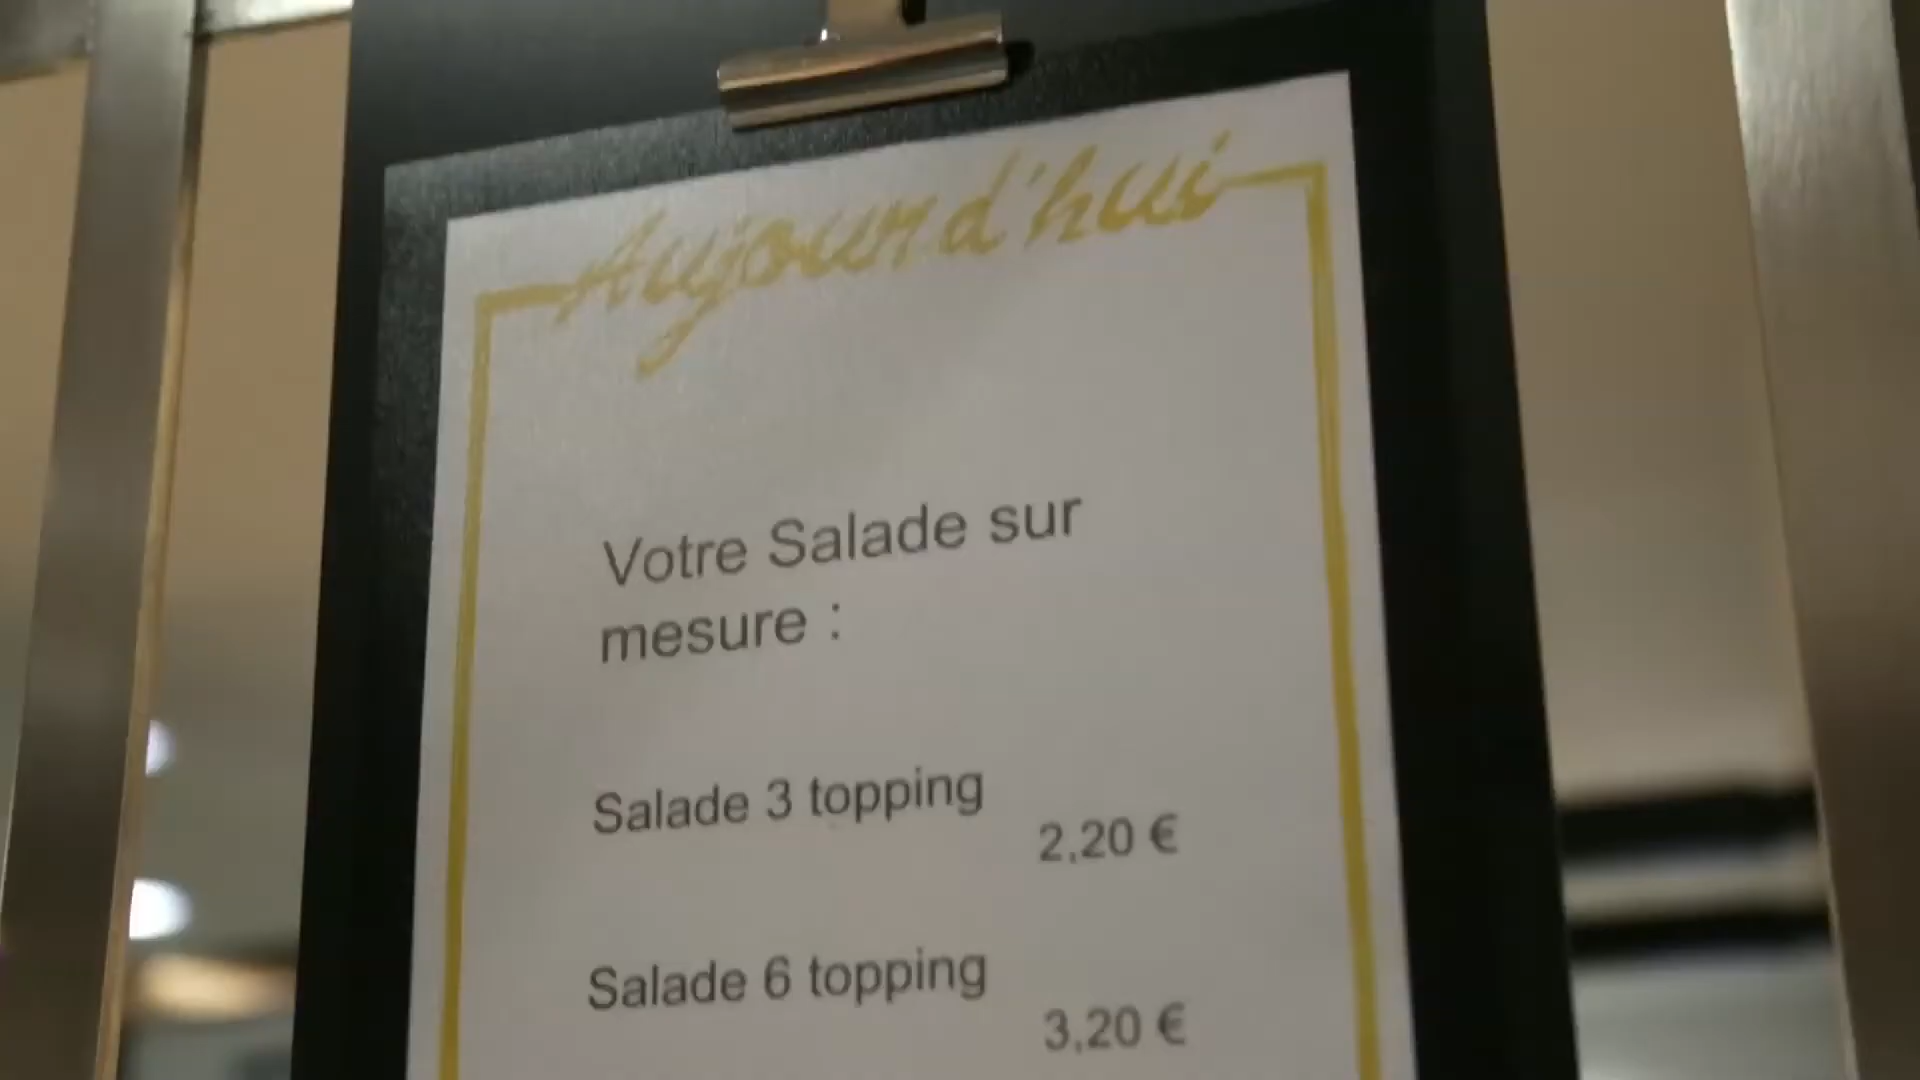 Aujourd'hui
Votre Salade sur
mesure :
Salade 3 topping
2,20 €
Salade 6 topping
3,20 €